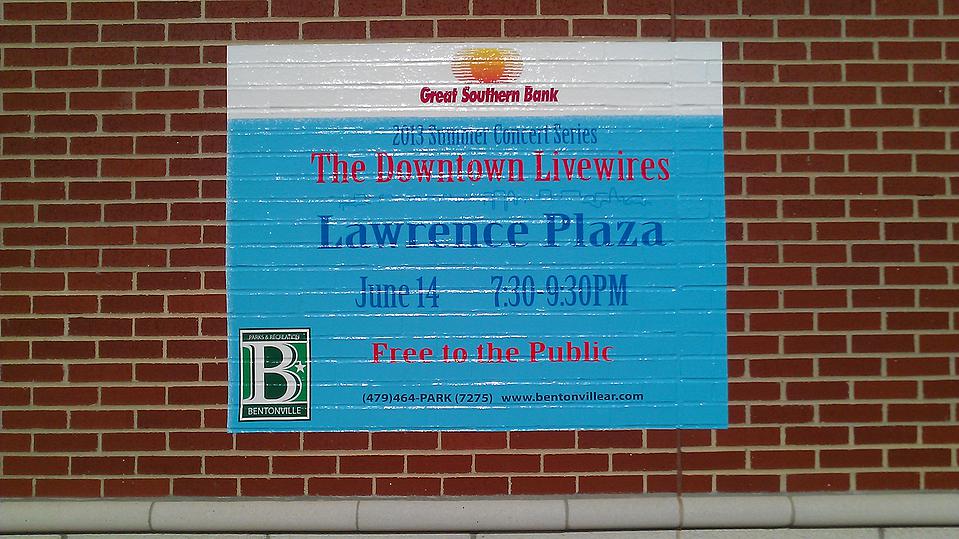 Great Southern Bank
2013 Summer Concert Series
The Downtown Livewires
Lawrence Plaza
June 14 7:30-9:30PM
Free to the Public
(479)464-PARK (7275) www.bentonvillear.com
PARKS & RECREATION
B
BENTONVILLE